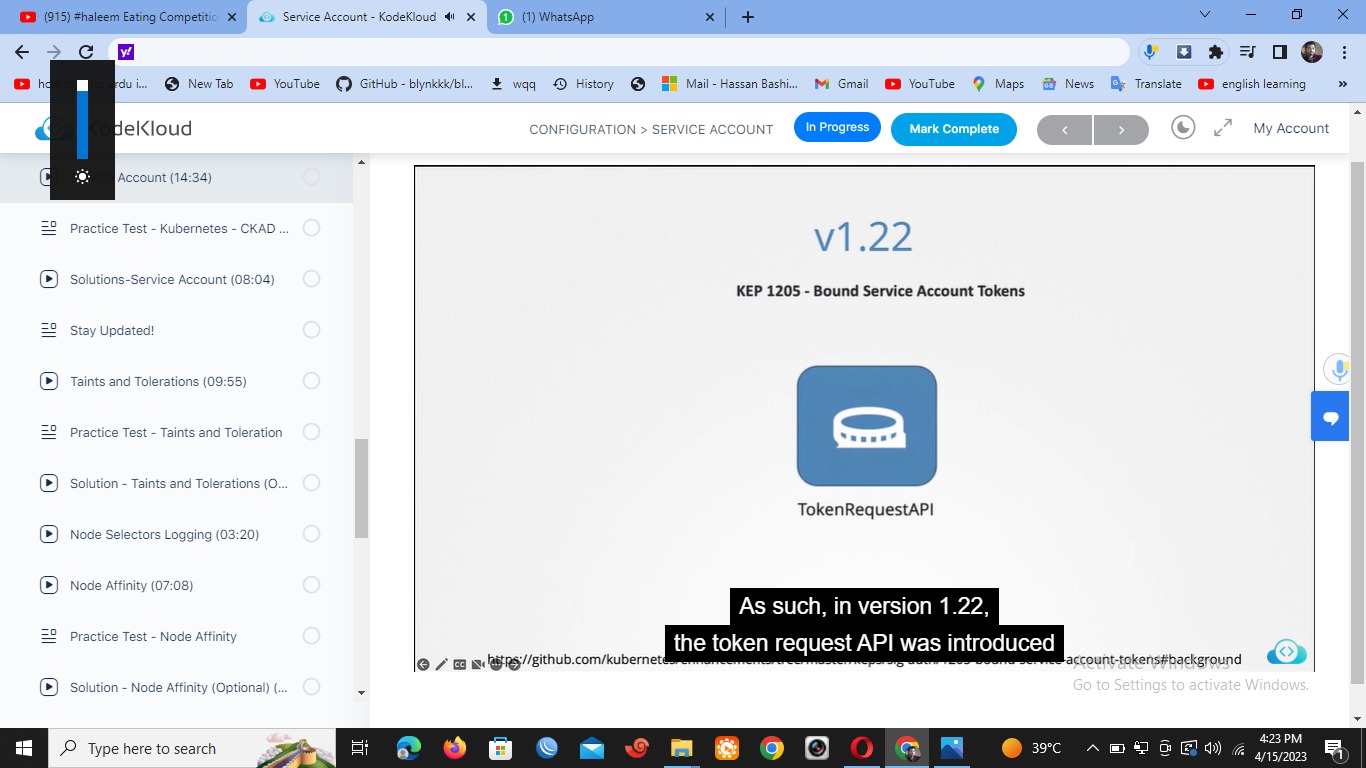 (915) #haleem Eating Competitio
Service Account - KodeKloud
(1) WhatsApp
y!
how to urdu i...
New Tab
YouTube
GitHub - blynkkk/bl...
wqq
History
Mail - Hassan Bashi...
Gmail
YouTube
Maps
News
Translate
english learning
KodeKloud
CONFIGURATION > SERVICE ACCOUNT
In Progress
Mark Complete
My Account
Account (14:34)
Practice Test - Kubernetes - CKAD ...
Solutions-Service Account (08:04)
Stay Updated!
Taints and Tolerations (09:55)
Practice Test - Taints and Toleration
Solution - Taints and Tolerations (O...
Node Selectors Logging (03:20)
Node Affinity (07:08)
Practice Test - Node Affinity
Solution - Node Affinity (Optional) (...
v1.22
KEP 1205 - Bound Service Account Tokens
TokenRequestAPI
As such, in version 1.22,
the token request API was introduced
https://github.com/kubernetes/enhancements/tree/master/keps/sig-auth/1205-bound-service-account-tokens#background
Activate Windows
Go to Settings to activate Windows.
Type here to search
39°C
4:23 PM
4/15/2023
1